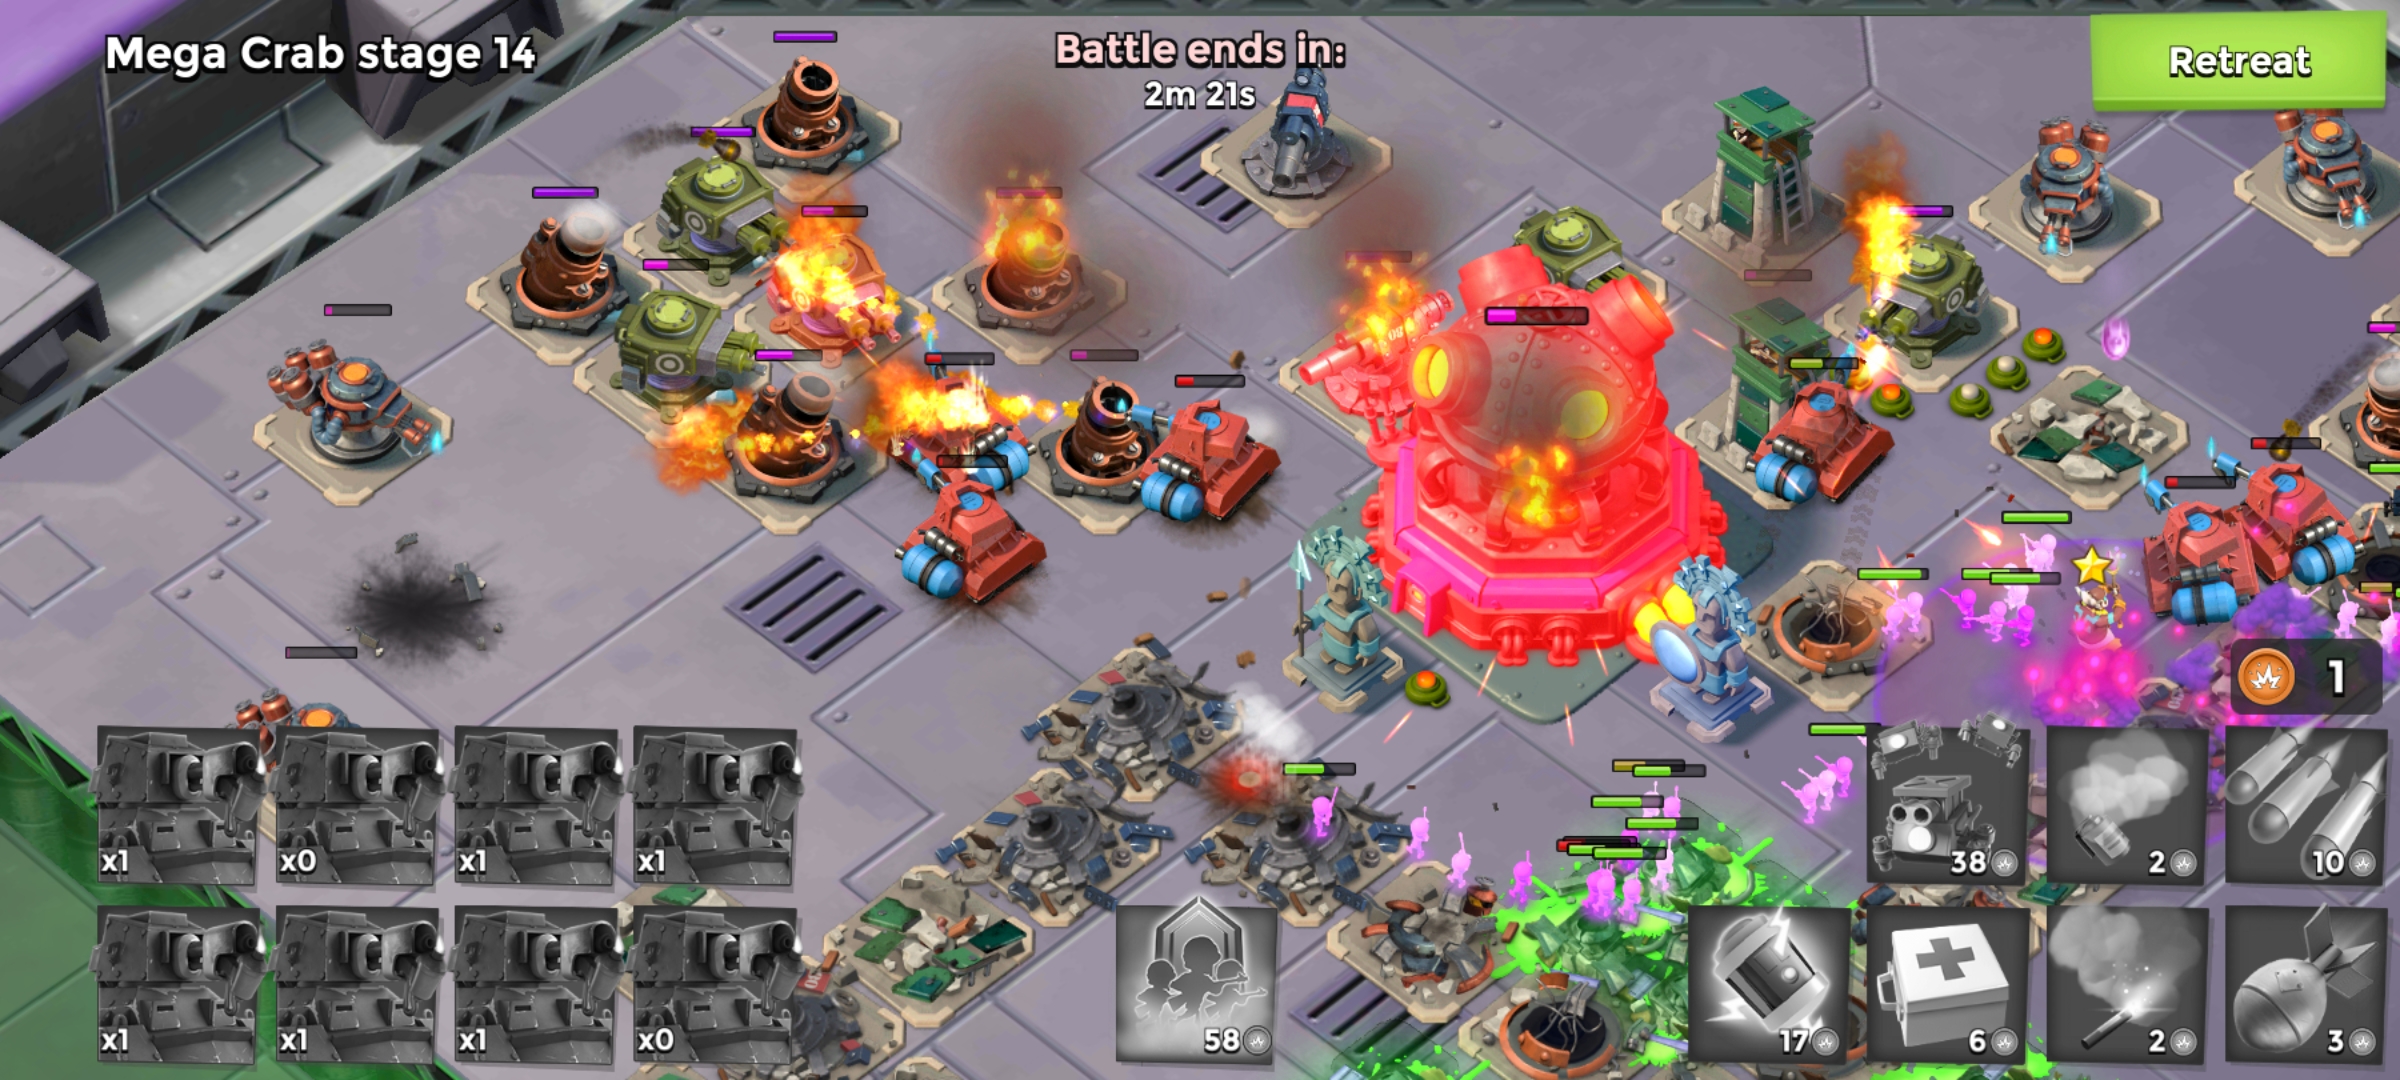 Mega Crab stage 14
Battle ends in:
2m 21s
Retreat
1
x1
x0
x1
x1
38
2
10
x1
x1
x1
x0
58
17
6
2
3